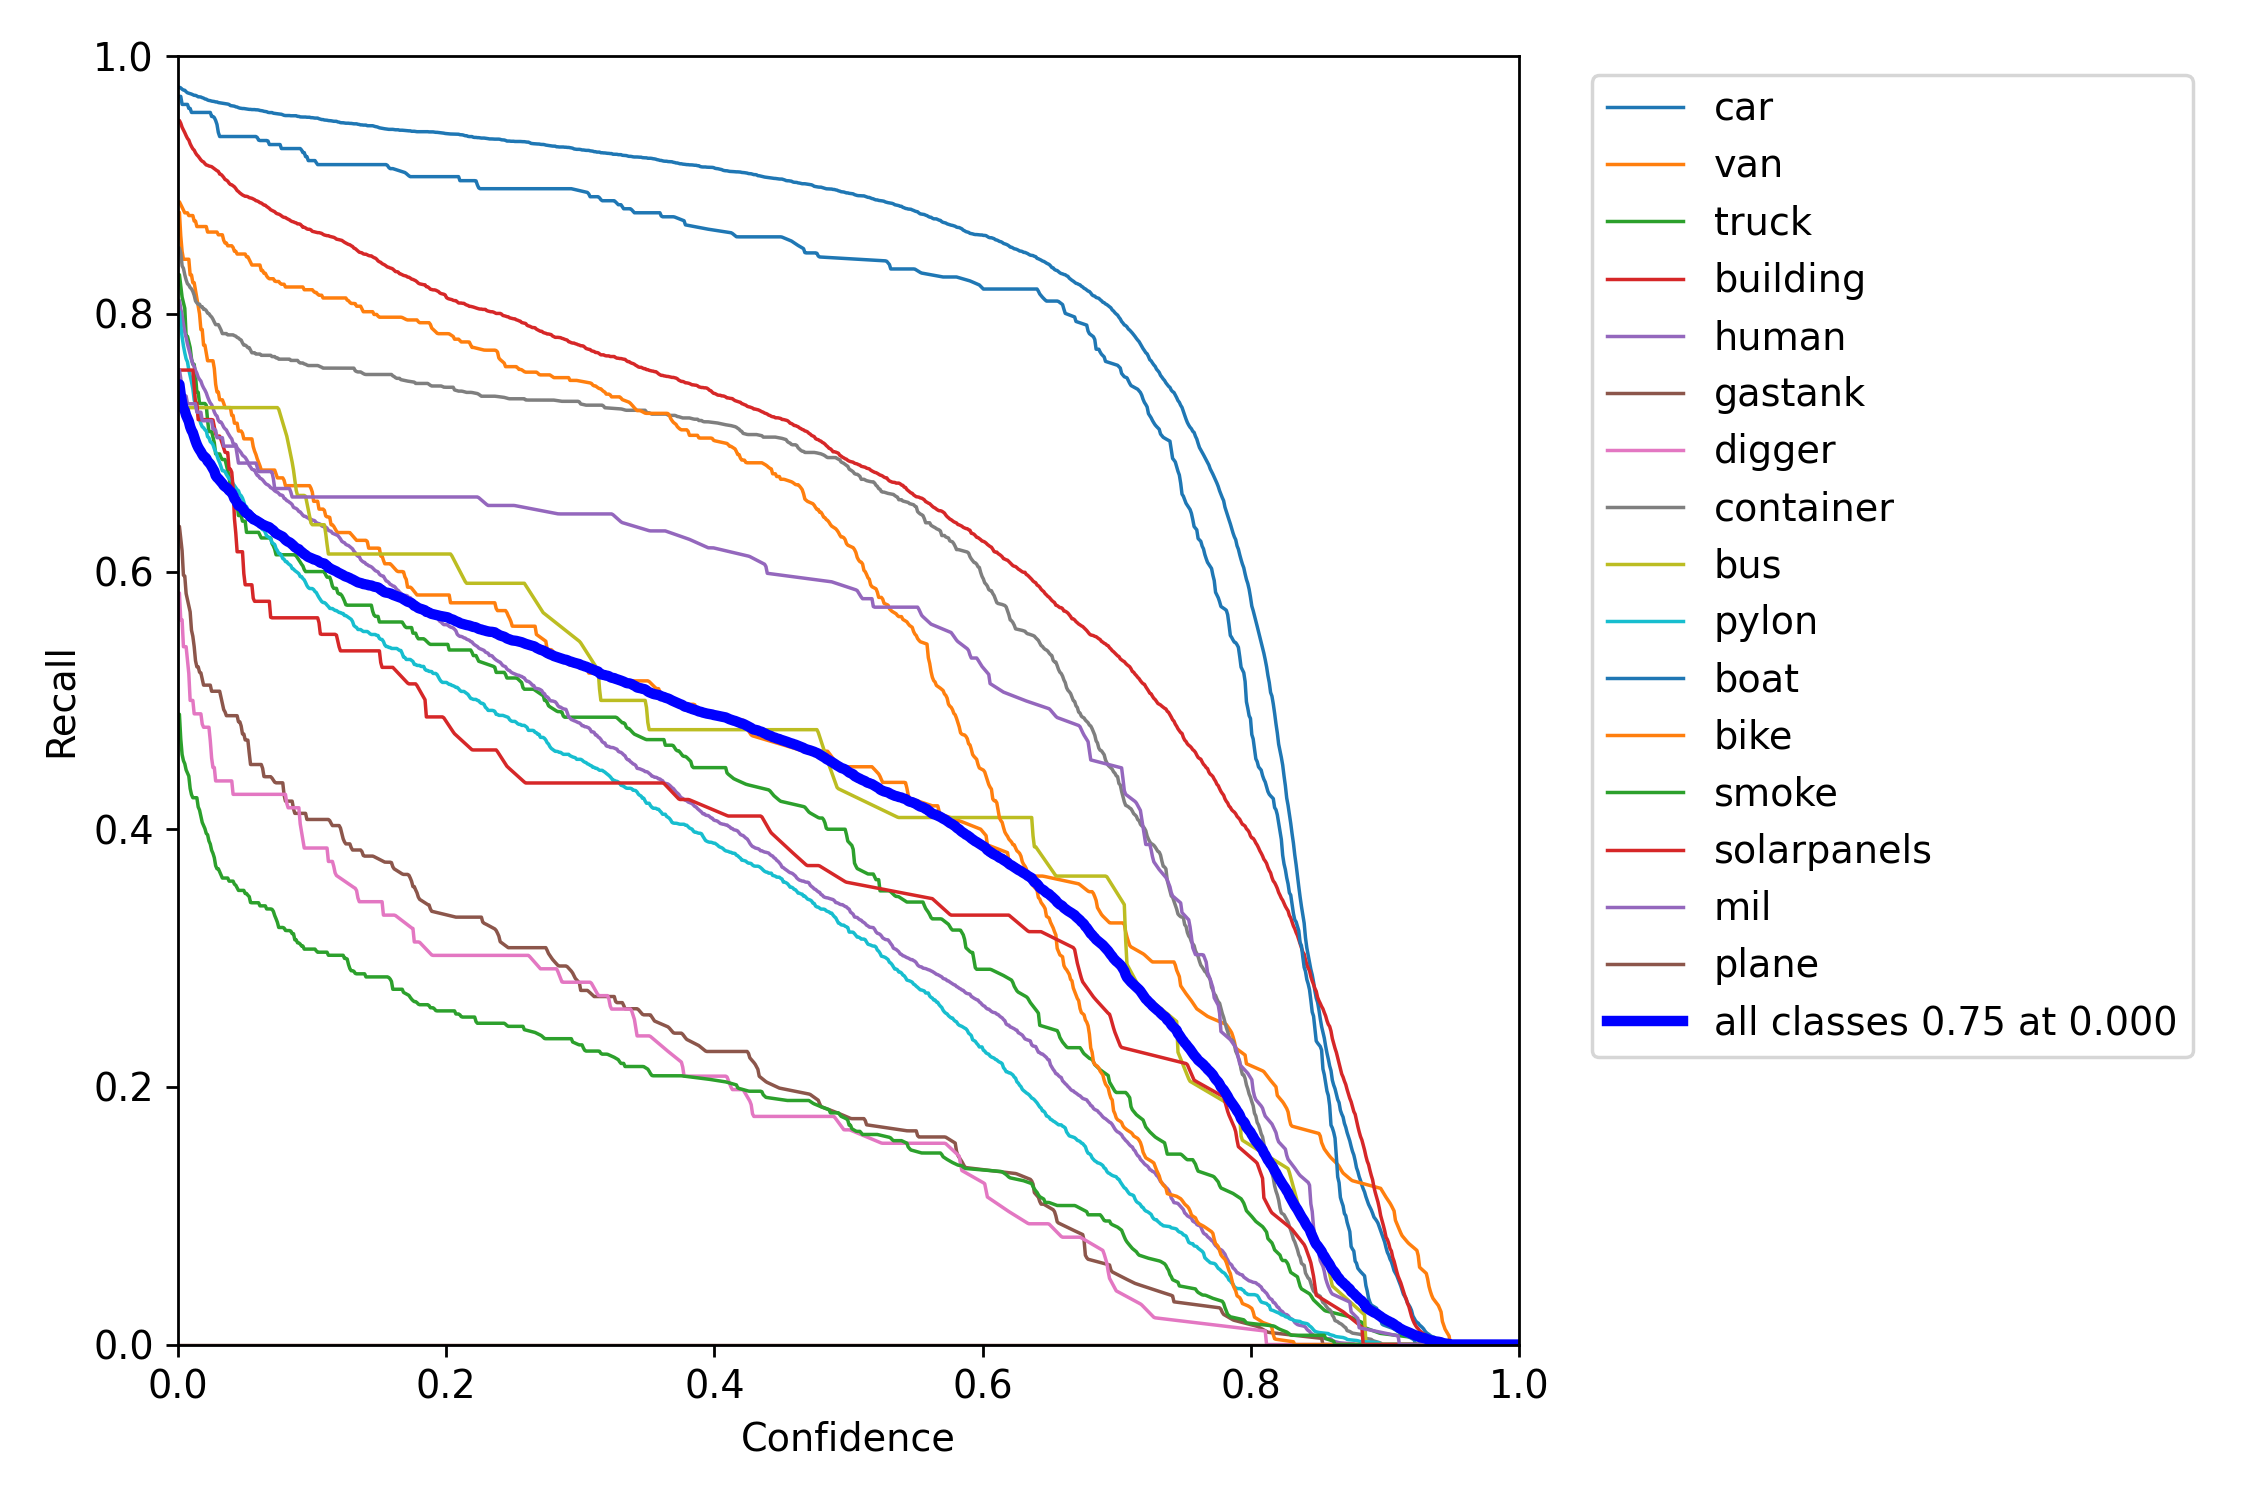 1.0
0.8
0.6
0.4
0.2
0.0
Recall
0.0 0.2 0.4 0.6 0.8 1.0
Confidence
car
van
truck
building
human
gastank
digger
container
bus
pylon
boat
bike
smoke
solarpanels
mil
plane
all classes 0.75 at 0.000